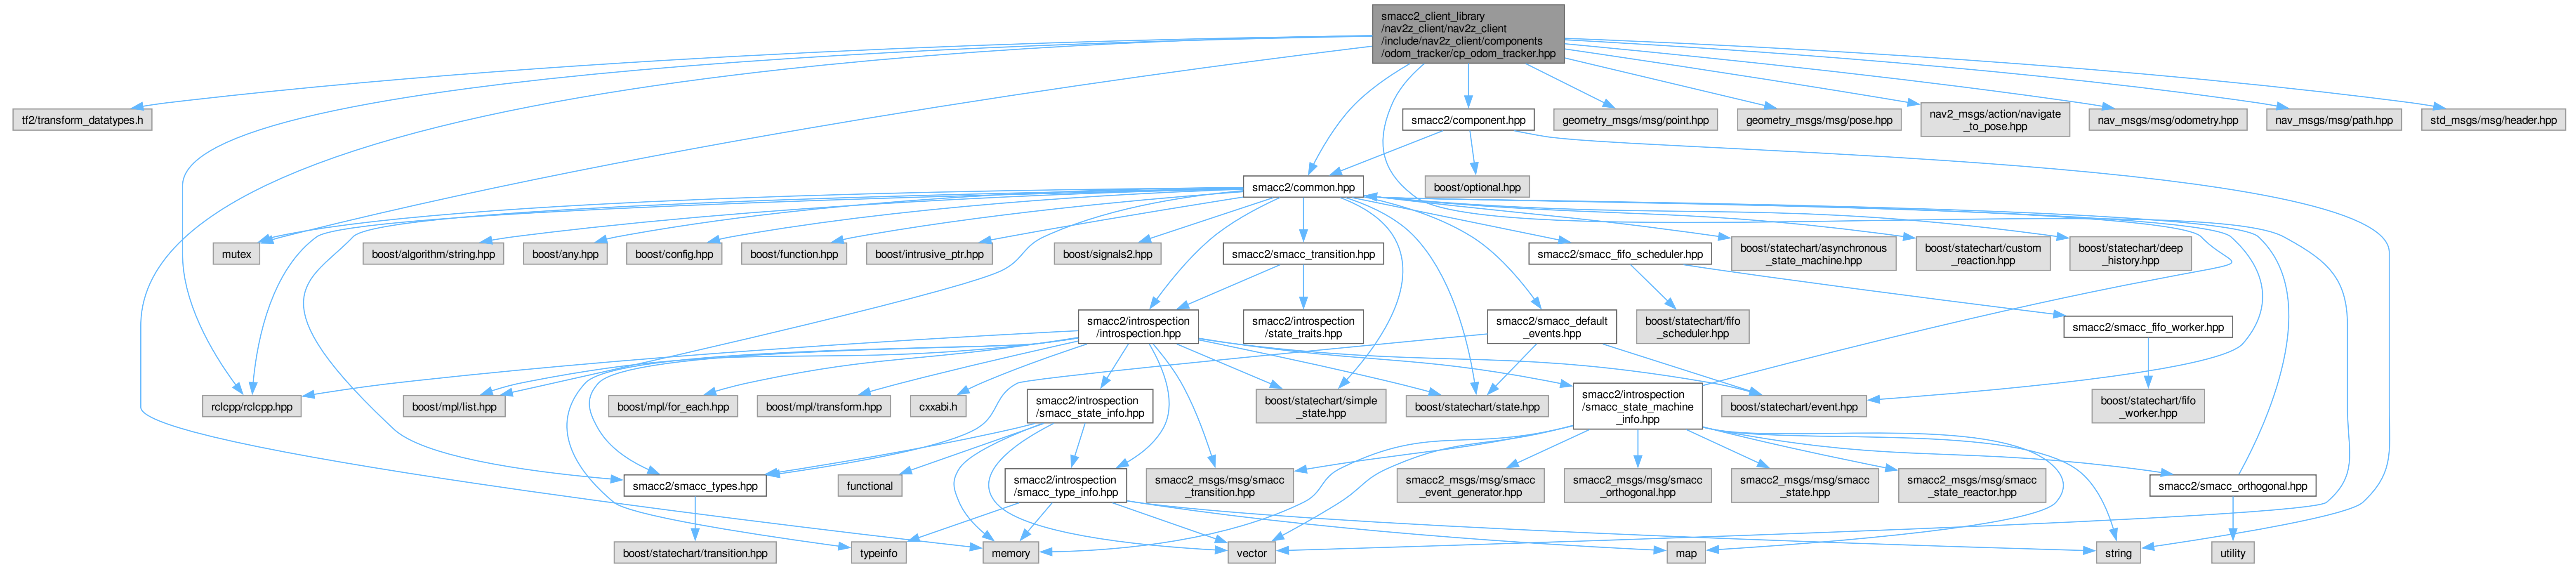 smacc2_client_library
/nav2z_client/nav2z_client
/include/nav2z_client/components
/odom_tracker/cp_odom_tracker.hpp
tf2/transform_datatypes.h
smacc2/component.hpp
geometry_msgs/msg/point.hpp
geometry_msgs/msg/pose.hpp
nav2_msgs/action/navigate
_to_pose.hpp
nav_msgs/msg/odometry.hpp
nav_msgs/msg/path.hpp
std_msgs/msg/header.hpp
smacc2/common.hpp
boost/optional.hpp
mutex
boost/algorithm/string.hpp
boost/any.hpp
boost/config.hpp
boost/function.hpp
boost/intrusive_ptr.hpp
boost/signals2.hpp
smacc2/smacc_transition.hpp
smacc2/smacc_fifo_scheduler.hpp
boost/statechart/asynchronous
_state_machine.hpp
boost/statechart/custom
_reaction.hpp
boost/statechart/deep
_history.hpp
smacc2/introspection
/introspection.hpp
smacc2/introspection
/state_traits.hpp
smacc2/smacc_default
_events.hpp
boost/statechart/fifo
_scheduler.hpp
smacc2/smacc_fifo_worker.hpp
rclcpp/rclcpp.hpp
boost/mpl/list.hpp
boost/mpl/for_each.hpp
boost/mpl/transform.hpp
cxxabi.h
smacc2/introspection
/smacc_state_info.hpp
boost/statechart/simple
_state.hpp
boost/statechart/state.hpp
smacc2/introspection
/smacc_state_machine
_info.hpp
boost/statechart/event.hpp
boost/statechart/fifo
_worker.hpp
smacc2/smacc_types.hpp
functional
smacc2/introspection
/smacc_type_info.hpp
smacc2_msgs/msg/smacc
_transition.hpp
smacc2_msgs/msg/smacc
_event_generator.hpp
smacc2_msgs/msg/smacc
_orthogonal.hpp
smacc2_msgs/msg/smacc
_state.hpp
smacc2_msgs/msg/smacc
_state_reactor.hpp
smacc2/smacc_orthogonal.hpp
boost/statechart/transition.hpp
typeinfo
memory
vector
map
string
utility